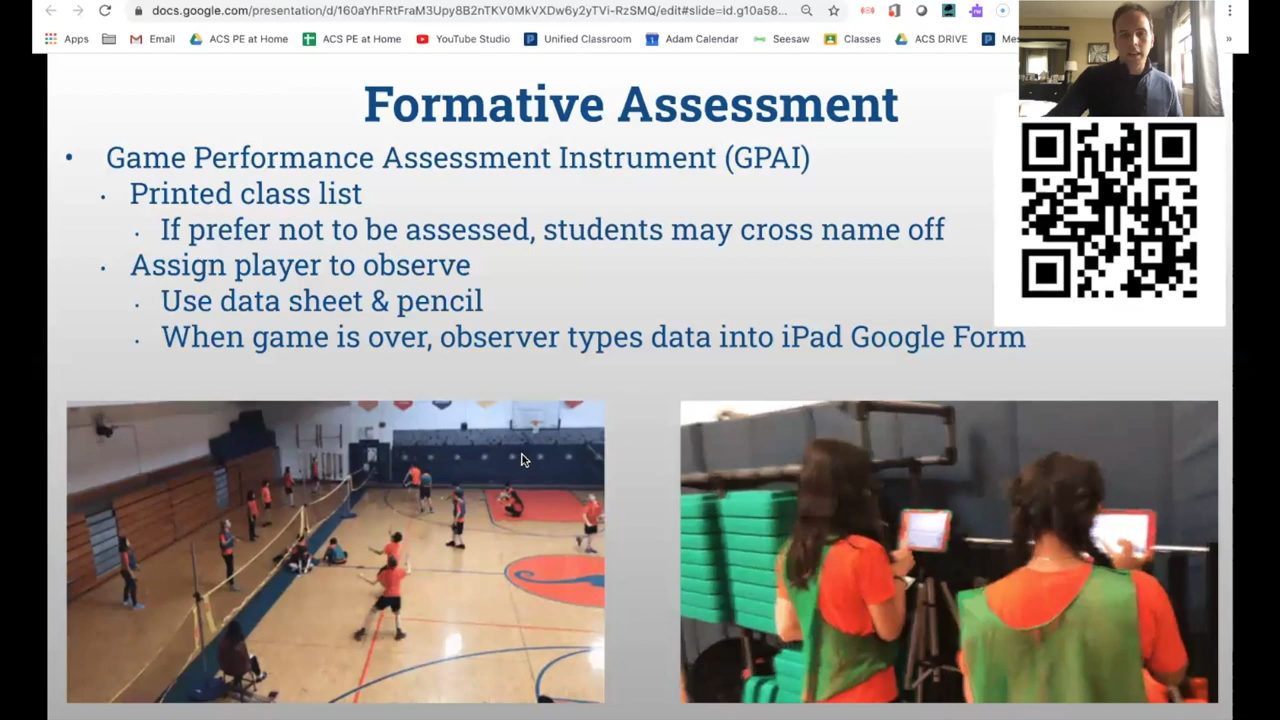 docs.google.com/presentation/d/160aYhFRtFraM3Upy8B2nTKV0MkVXDw6y2yTVi-RzSMQ/edit#slide=id.g10a58...
Apps Email ACS PE at Home ACS PE at Home YouTube Studio Unified Classroom Adam Calendar Seesaw Classes ACS DRIVE »
Formative Assessment
• Game Performance Assessment Instrument (GPAI)
· Printed class list
· If prefer not to be assessed, students may cross name off
· Assign player to observe
· Use data sheet & pencil
· When game is over, observer types data into iPad Google Form